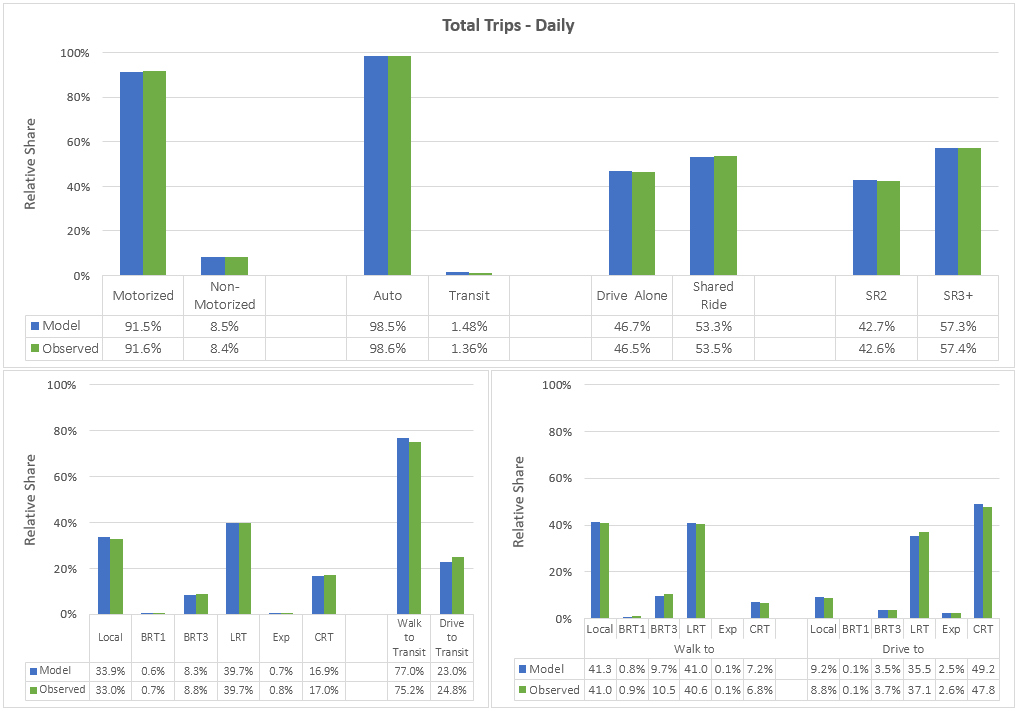 Total Trips - Daily
Relative Share
100%
80%
60%
40%
20%
0%
Motorized Non-Motorized Auto Transit Drive Alone Shared Ride SR2 SR3+
Model 91.5% 8.5% 98.5% 1.48% 46.7% 53.3% 42.7% 57.3%
Observed 91.6% 8.4% 98.6% 1.36% 46.5% 53.5% 42.6% 57.4%
Relative Share
100%
80%
60%
40%
20%
0%
Local BRT1 BRT3 LRT Exp CRT Walk to Transit Drive to Transit
Model 33.9% 0.6% 8.3% 39.7% 0.7% 16.9% 77.0% 23.0%
Observed 33.0% 0.7% 8.8% 39.7% 0.8% 17.0% 75.2% 24.8%
Relative Share
100%
80%
60%
40%
20%
0%
Local BRT1 BRT3 LRT Exp CRT Local BRT1 BRT3 LRT Exp CRT
Walk to Drive to
Model 41.3 0.8% 9.7% 41.0 0.1% 7.2% 9.2% 0.1% 3.5% 35.5 2.5% 49.2
Observed 41.0 0.9% 10.5 40.6 0.1% 6.8% 8.8% 0.1% 3.7% 37.1 2.6% 47.8